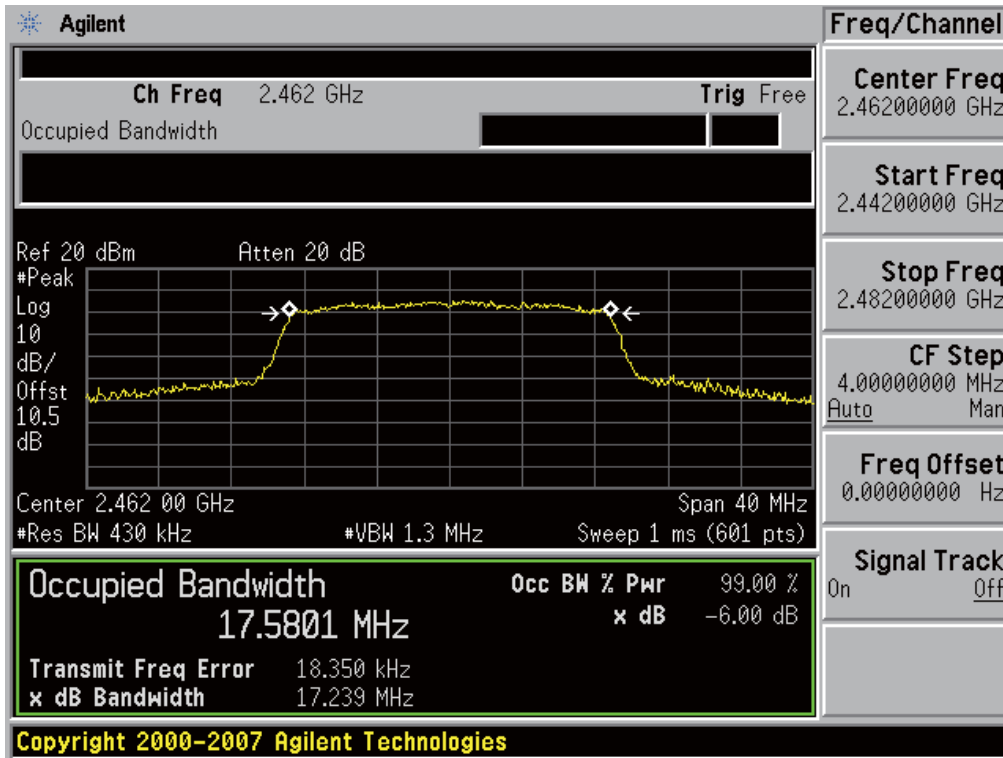 Agilent
Freq/Channel
Ch Freq 2.462 GHz Trig Free
Occupied Bandwidth
Center Freq
2.46200000 GHz
Start Freq
2.44200000 GHz
Stop Freq
2.48200000 GHz
CF Step
4.00000000 MHz
Auto Man
Freq Offset
0.00000000 Hz
Signal Track
On Off
Ref 20 dBm Atten 20 dB
#Peak
Log
10
dB/
Offst
10.5
dB
Center 2.462 00 GHz Span 40 MHz
#Res BW 430 kHz #VBW 1.3 MHz Sweep 1 ms (601 pts)
Occupied Bandwidth Occ BW % Pwr 99.00 %
17.5801 MHz x dB -6.00 dB
Transmit Freq Error 18.350 kHz
x dB Bandwidth 17.239 MHz
Copyright 2000-2007 Agilent Technologies